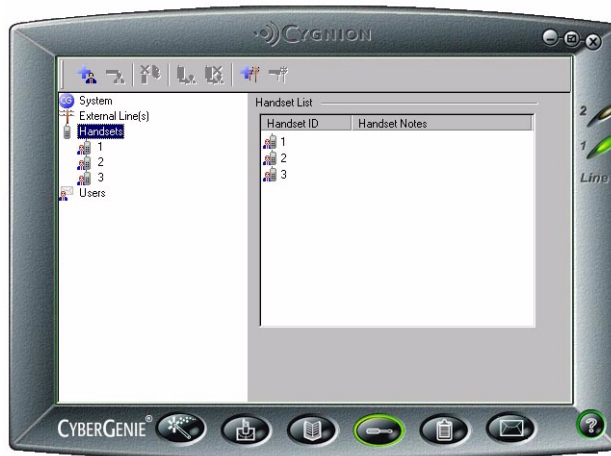 CYGNION
System
External Line(s)
Handsets
1
2
3
Users
Handset List
Handset ID Handset Notes
1
2
3
2
1
Line
CYBERGENIE®
?